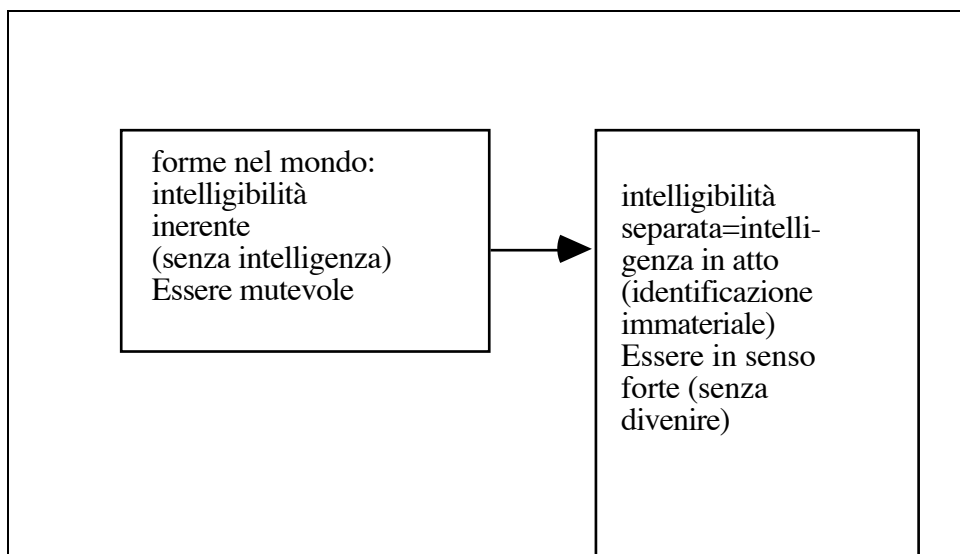 forme nel mondo:
intelligibilità
inerente
(senza intelligenza)
Essere mutevole
intelligibilità
separata=intelli-
genza in atto
(identificazione
immateriale)
Essere in senso
forte (senza
divenire)